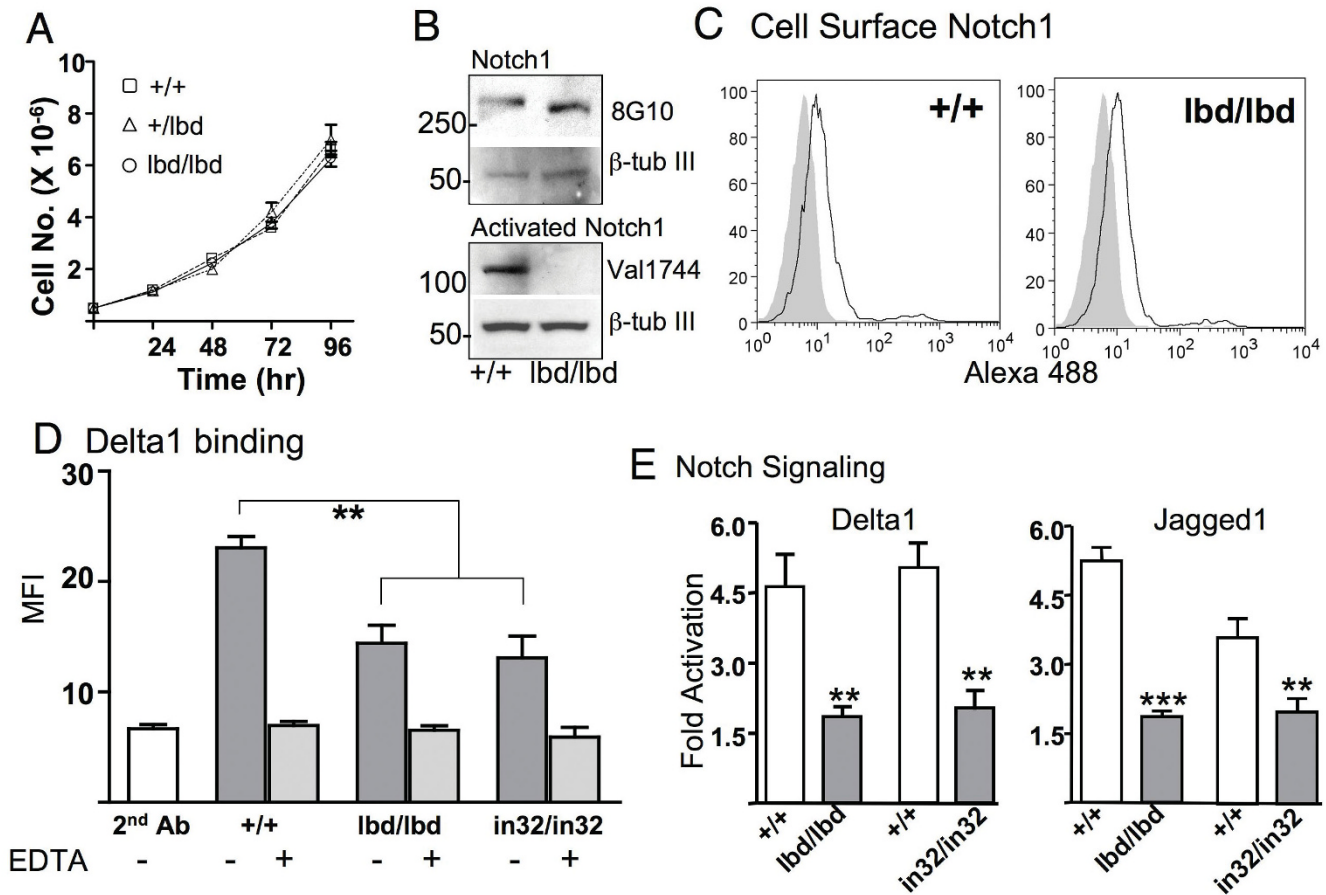 A
10
8
6
4
2
Cell No. (X 10-6)
+/+
+/lbd
lbd/lbd
24 48 72 96
Time (hr)
B
Notch1
250
8G10
50
β-tub III
Activated Notch1
100
Val1744
50
β-tub III
+/+ lbd/lbd
C Cell Surface Notch1
100
80
60
40
20
0
+/+
10⁰ 10¹ 10² 10³ 10⁴
100
80
60
40
20
0
lbd/lbd
10⁰ 10¹ 10² 10³ 10⁴
Alexa 488
D Delta1 binding
30
20
10
MFI
**
2nd Ab +/+ lbd/lbd in32/in32
EDTA - - + - + - +
E Notch Signaling
Delta1
6.0
4.5
3.0
1.5
Fold Activation
** **
+/+ lbd/lbd +/+ in32/in32
Jagged1
6.0
4.5
3.0
1.5
*** **
+/+ lbd/lbd +/+ in32/in32